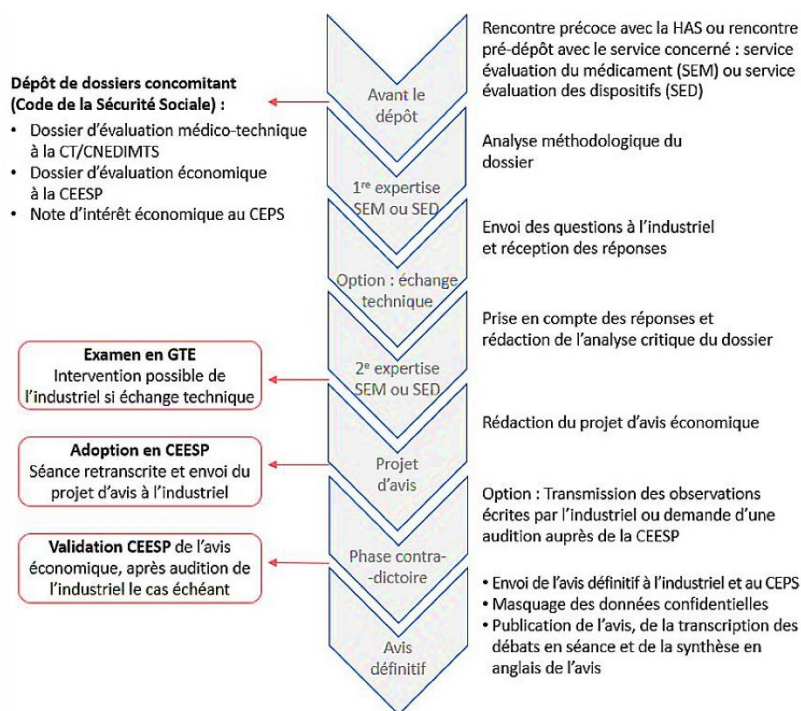 Rencontre précoce avec la HAS ou rencontre
pré-dépôt avec le service concerné : service
évaluation du médicament (SEM) ou service
évaluation des dispositifs (SED)
Dépôt de dossiers concomitant
(Code de la Sécurité Sociale) :
• Dossier d'évaluation médico-technique
à la CT/CNEDIMTS
• Dossier d'évaluation économique
à la CEESP
• Note d'intérêt économique au CEPS
Avant le
dépôt
Analyse méthodologique du
dossier
1re expertise
SEM ou SED
Envoi des questions à l'industriel
et réception des réponses
Option : échange
technique
Prise en compte des réponses et
rédaction de l'analyse critique du dossier
Examen en GTE
Intervention possible de
l'industriel si échange technique
2e expertise
SEM ou SED
Rédaction du projet d'avis économique
Adoption en CEESP
Séance retranscrite et envoi du
projet d'avis à l'industriel
Projet
d'avis
Option : Transmission des observations
écrites par l'industriel ou demande d'une
audition auprès de la CEESP
Validation CEESP de l'avis
économique, après audition de
l'industriel le cas échéant
Phase contra-
-dictoire
• Envoi de l'avis définitif à l'industriel et au CEPS
• Masquage des données confidentielles
• Publication de l'avis, de la transcription des
débats en séance et de la synthèse en
anglais de l'avis
Avis
définitif